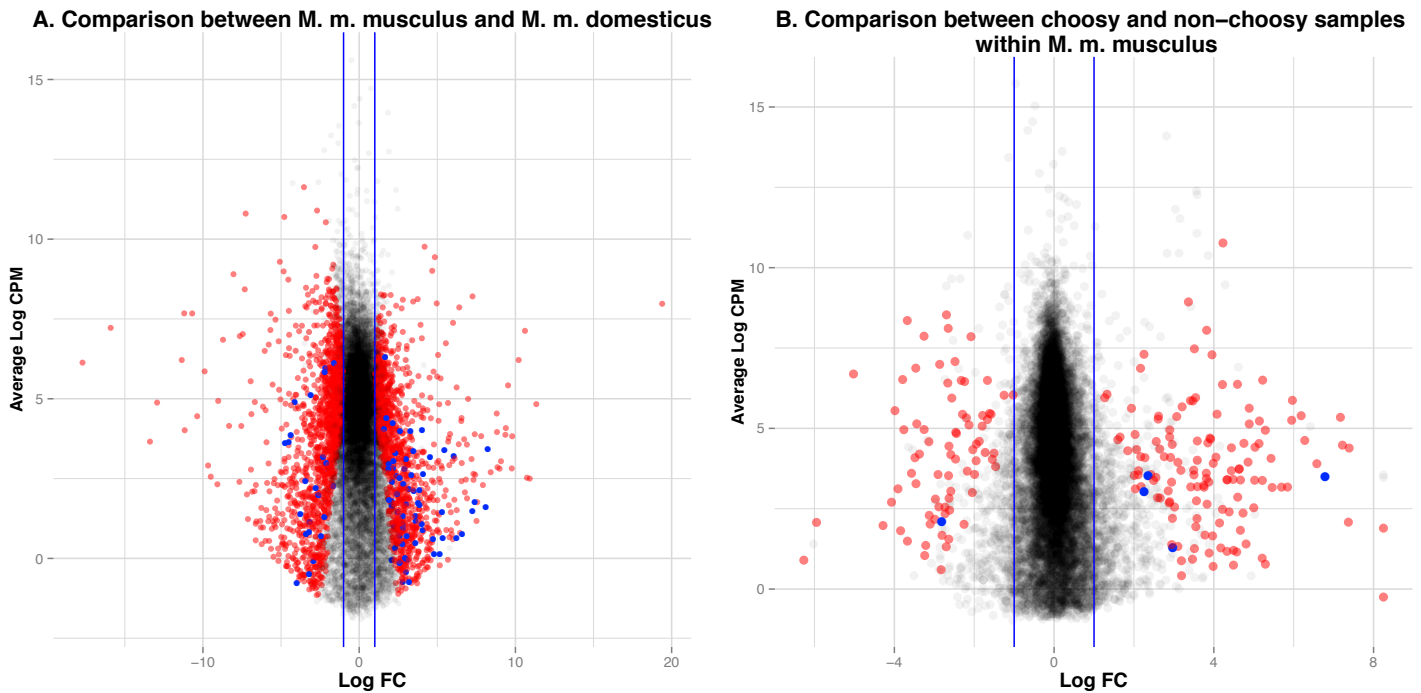 A. Comparison between M. m. musculus and M. m. domesticus
15
10
5
0
Average Log CPM
−10
0
10
20
Log FC
B. Comparison between choosy and non−choosy samples
within M. m. musculus
15
10
5
0
Average Log CPM
−4
0
4
8
Log FC